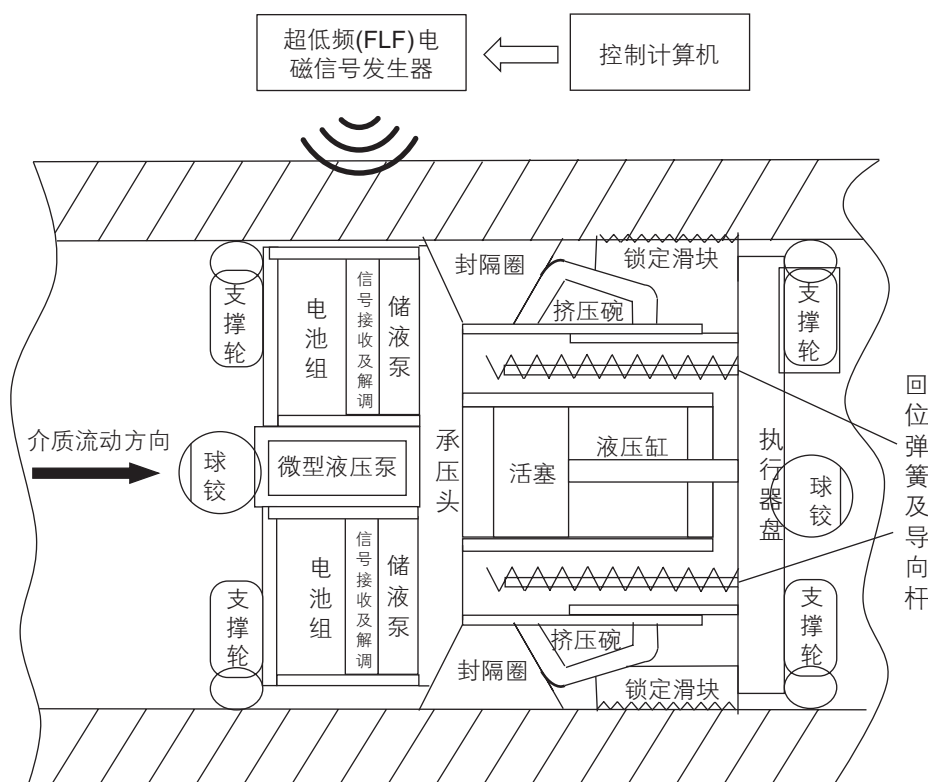 超低频(FLF)电
磁信号发生器
控制计算机
封隔圈
锁定滑块
支撑轮
电池组
信号接收及解调
储液泵
挤压碗
支撑轮
介质流动方向
球铰
微型液压泵
承压头
活塞
液压缸
执行器盘
球铰
回位弹簧及导向杆
支撑轮
电池组
信号接收及解调
储液泵
挤压碗
封隔圈
锁定滑块
支撑轮